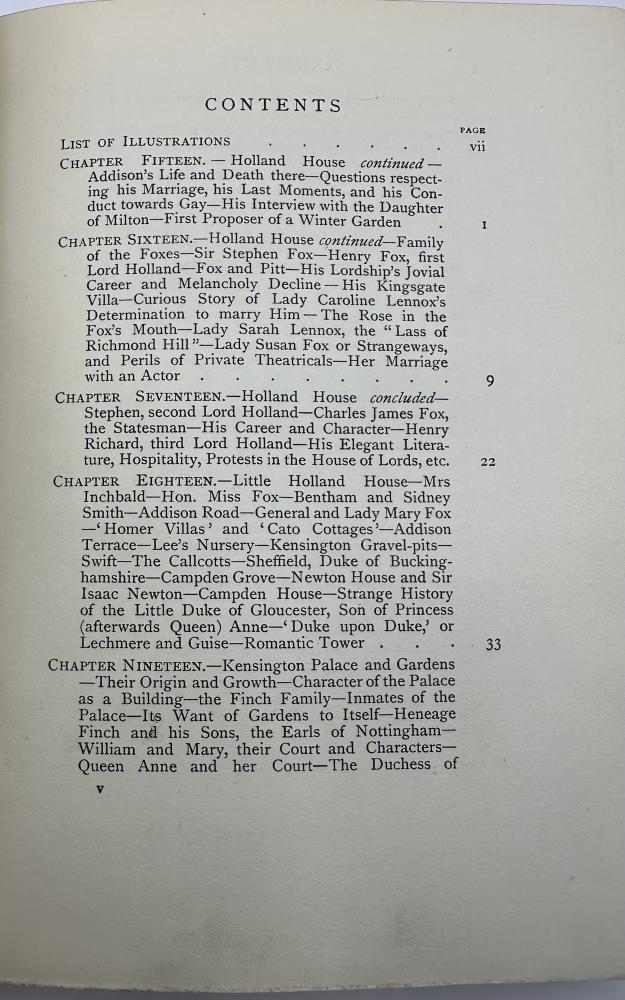 CONTENTS
PAGE
LIST OF ILLUSTRATIONS . . . . . . vii
CHAPTER FIFTEEN. — Holland House continued —
Addison's Life and Death there—Questions respect-
ing his Marriage, his Last Moments, and his Con-
duct towards Gay—His Interview with the Daughter
of Milton—First Proposer of a Winter Garden . 1
CHAPTER SIXTEEN.—Holland House continued—Family
of the Foxes—Sir Stephen Fox—Henry Fox, first
Lord Holland—Fox and Pitt—His Lordship's Jovial
Career and Melancholy Decline — His Kingsgate
Villa—Curious Story of Lady Caroline Lennox's
Determination to marry Him — The Rose in the
Fox's Mouth—Lady Sarah Lennox, the "Lass of
Richmond Hill"—Lady Susan Fox or Strangeways,
and Perils of Private Theatricals—Her Marriage
with an Actor . . . . . . . . 9
CHAPTER SEVENTEEN.—Holland House concluded—
Stephen, second Lord Holland—Charles James Fox,
the Statesman—His Career and Character—Henry
Richard, third Lord Holland—His Elegant Litera-
ture, Hospitality, Protests in the House of Lords, etc. 22
CHAPTER EIGHTEEN.—Little Holland House—Mrs
Inchbald—Hon. Miss Fox—Bentham and Sidney
Smith—Addison Road—General and Lady Mary Fox
—'Homer Villas' and 'Cato Cottages'—Addison
Terrace—Lee's Nursery—Kensington Gravel-pits—
Swift—The Callcotts—Sheffield, Duke of Bucking-
hamshire—Campden Grove—Newton House and Sir
Isaac Newton—Campden House—Strange History
of the Little Duke of Gloucester, Son of Princess
(afterwards Queen) Anne—'Duke upon Duke,' or
Lechmere and Guise—Romantic Tower . . . 33
CHAPTER NINETEEN.—Kensington Palace and Gardens
—Their Origin and Growth—Character of the Palace
as a Building—the Finch Family—Inmates of the
Palace—Its Want of Gardens to Itself—Heneage
Finch and his Sons, the Earls of Nottingham—
William and Mary, their Court and Characters—
Queen Anne and her Court—The Duchess of
v